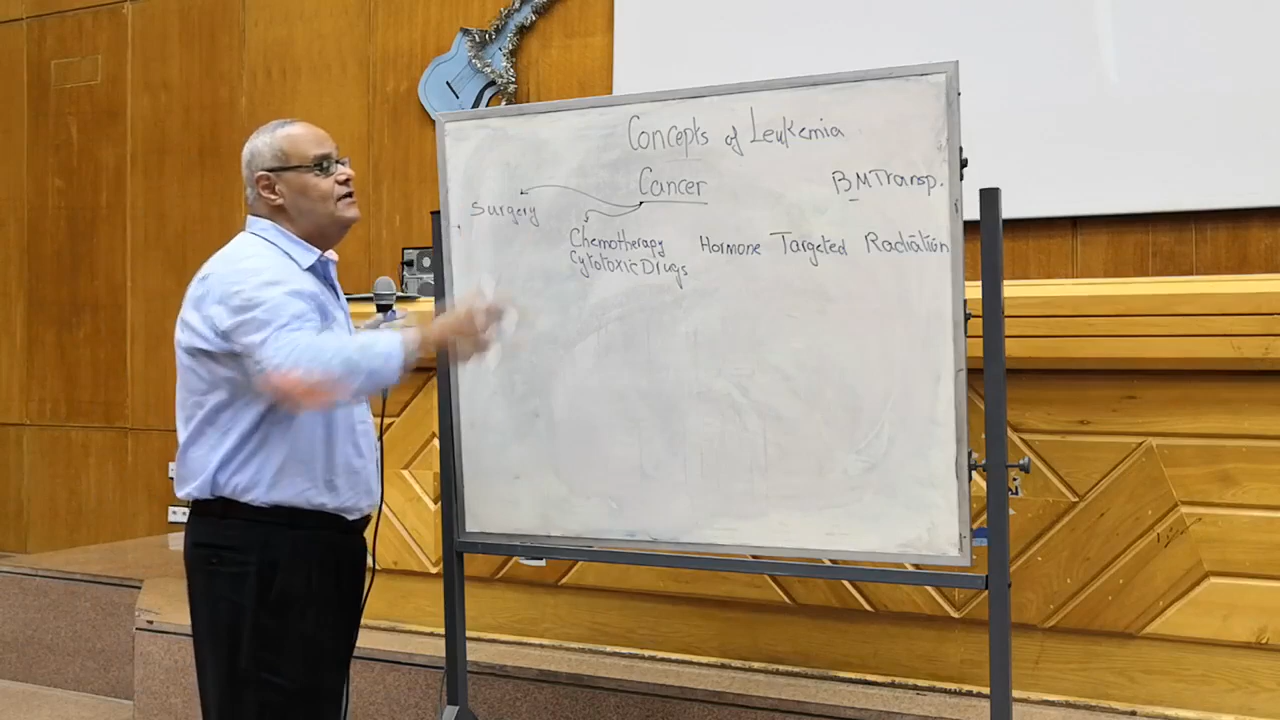 Concepts of Leukemia
Cancer
BMTransp.
Surgery
Chemotherapy Hormone Targeted Radiation
Cytotoxic Drugs